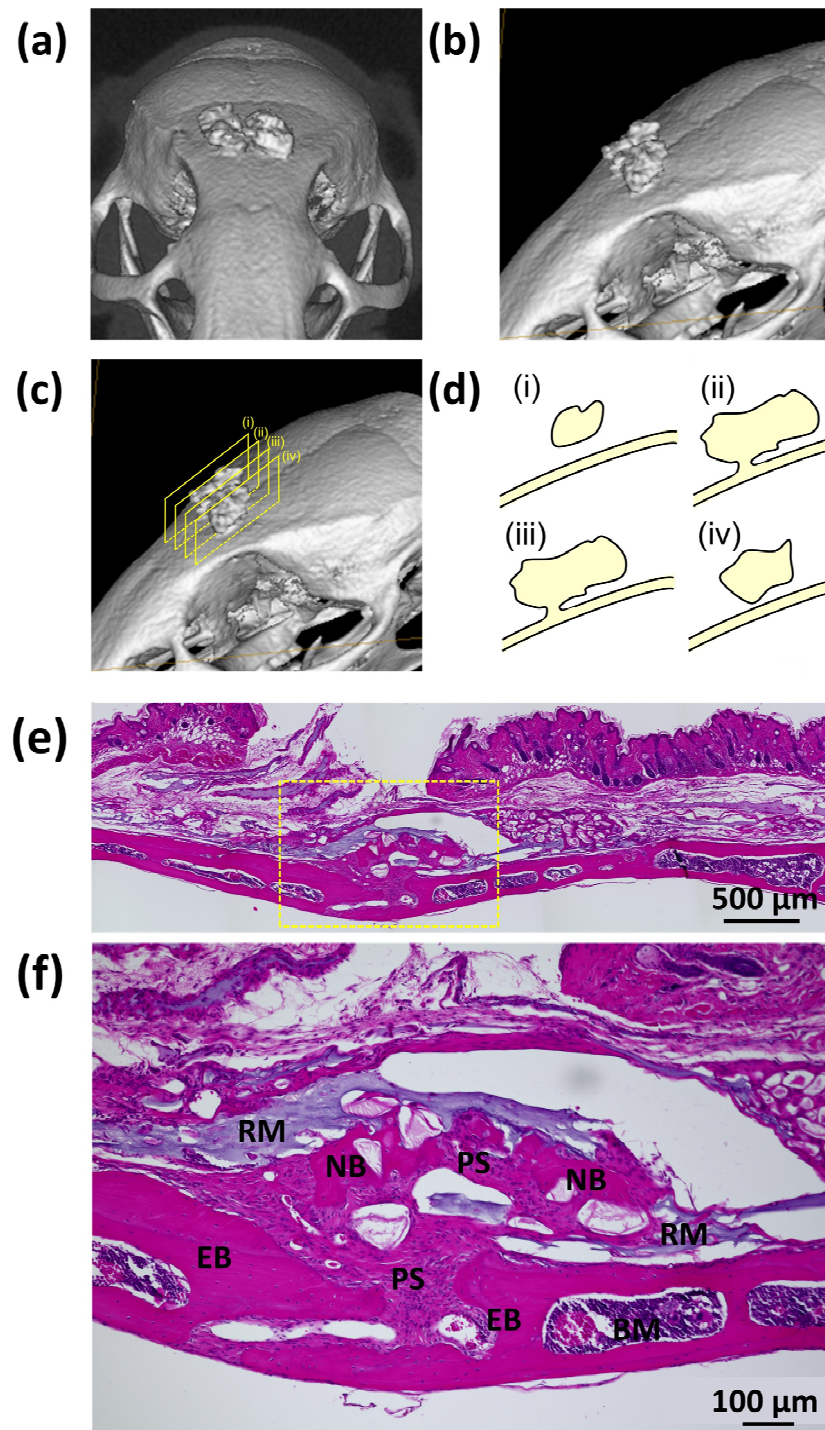 (a)
(b)
(c)
(i)
(ii)
(iii)
(iv)
(d)
(i)
(ii)
(iii)
(iv)
(e)
500 µm
(f)
RM
NB
PS
NB
RM
EB
PS
EB
BM
100 µm